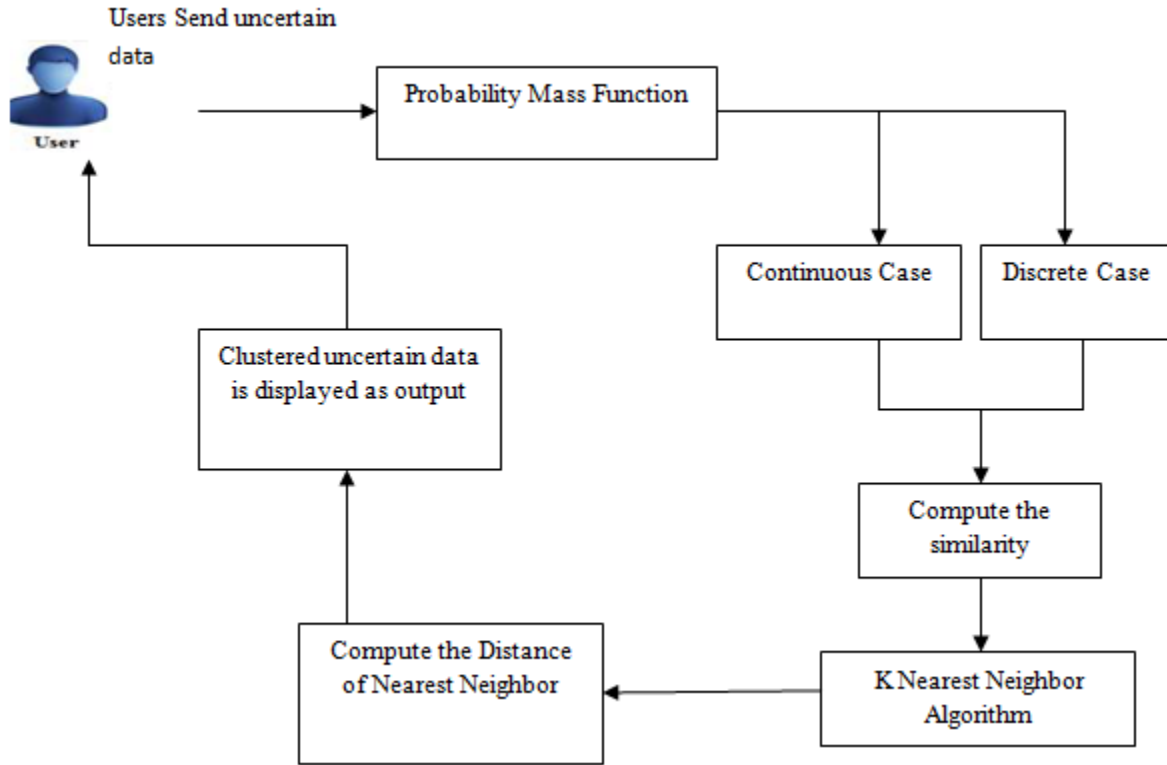 Users Send uncertain
data
User
Probability Mass Function
Continuous Case
Discrete Case
Clustered uncertain data
is displayed as output
Compute the
similarity
Compute the Distance
of Nearest Neighbor
K Nearest Neighbor
Algorithm